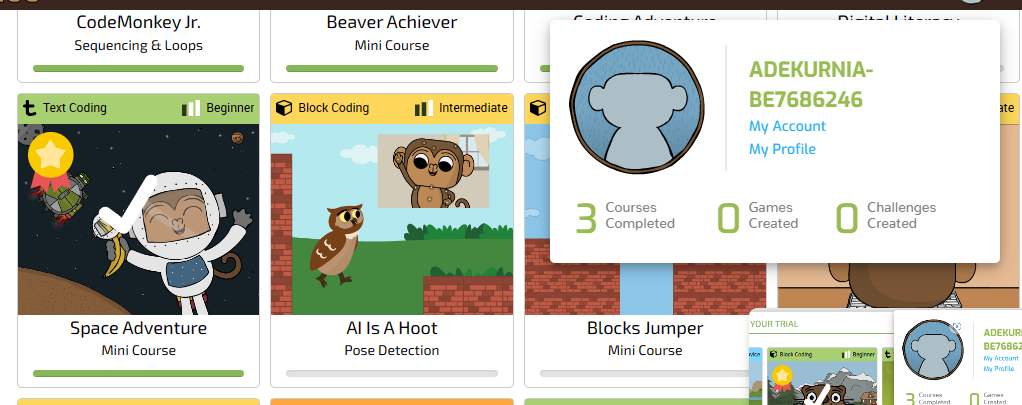 CodeMonkey Jr.
Sequencing & Loops
Beaver Achiever
Mini Course
Coding Adventure
Digital Literacy
Text Coding
Beginner
Block Coding
Intermediate
ADEKURNIA-
BE7686246
My Account
My Profile
3 Courses
Completed
0 Games
Created
0 Challenges
Created
Space Adventure
Mini Course
AI Is A Hoot
Pose Detection
Blocks Jumper
Mini Course
YOUR TRIAL
Block Coding
Beginner
ADEKURN
BE76862
My Account
My Profile
3 Courses
Completed
0 Games
Created